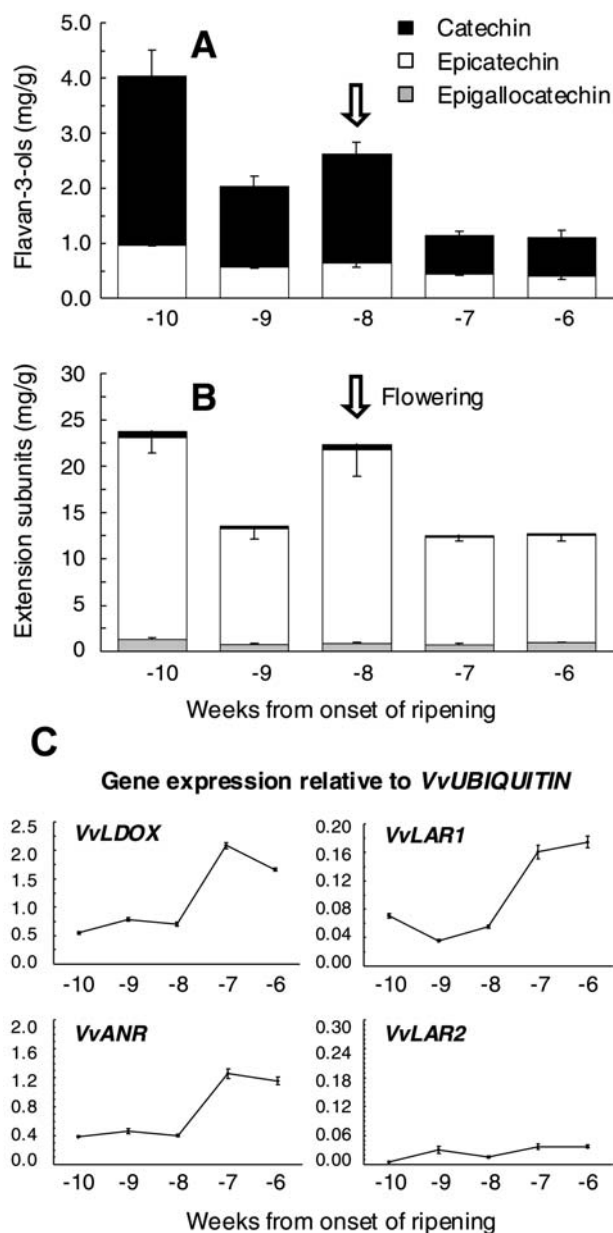 A
Catechin
Epicatechin
Epigallocatechin
Flavan-3-ols (mg/g)
5.0
4.0
3.0
2.0
1.0
0.0
-10 -9 -8 -7 -6
B
Flowering
Extension subunits (mg/g)
30
25
20
15
10
5
0
-10 -9 -8 -7 -6
Weeks from onset of ripening
C
Gene expression relative to VvUBIQUITIN
VvLDOX
2.5
2.0
1.5
1.0
0.5
0.0
-10 -9 -8 -7 -6
VvLAR1
0.20
0.16
0.12
0.08
0.04
0.00
-10 -9 -8 -7 -6
VvANR
2.0
1.6
1.2
0.8
0.4
0.0
-10 -9 -8 -7 -6
VvLAR2
0.30
0.24
0.18
0.12
0.06
0.00
-10 -9 -8 -7 -6
Weeks from onset of ripening